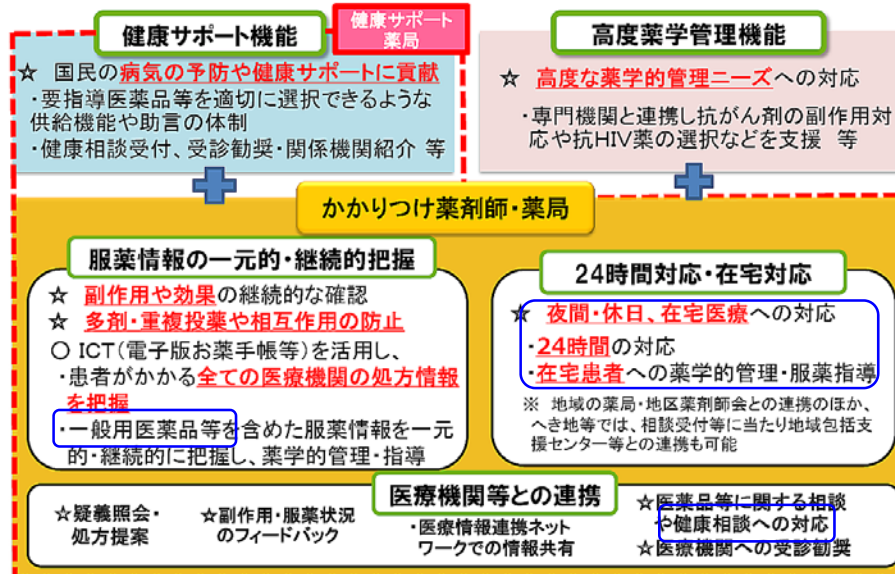 健康サポート機能
健康サポート
薬局
☆ 国民の病気の予防や健康サポートに貢献
・要指導医薬品等を適切に選択できるような
供給機能や助言の体制
・健康相談受付、受診勧奨・関係機関紹介 等
高度薬学管理機能
☆ 高度な薬学的管理ニーズへの対応
・専門機関と連携し抗がん剤の副作用対
応や抗HIV薬の選択などを支援 等
かかりつけ薬剤師・薬局
服薬情報の一元的・継続的把握
☆ 副作用や効果の継続的な確認
☆ 多剤・重複投薬や相互作用の防止
○ ICT(電子版お薬手帳等)を活用し、
・患者がかかる全ての医療機関の処方情報
を把握
・一般用医薬品等を含めた服薬情報を一元
的・継続的に把握し、薬学的管理・指導
24時間対応・在宅対応
☆ 夜間・休日、在宅医療への対応
・24時間の対応
・在宅患者への薬学的管理・服薬指導
※ 地域の薬局・地区薬剤師会との連携のほか、
へき地等では、相談受付等に当たり地域包括支
援センター等との連携も可能
医療機関等との連携
☆疑義照会・
処方提案
☆副作用・服薬状況
のフィードバック
・医療情報連携ネット
ワークでの情報共有
☆医薬品等に関する相談
や健康相談への対応
☆医療機関への受診勧奨